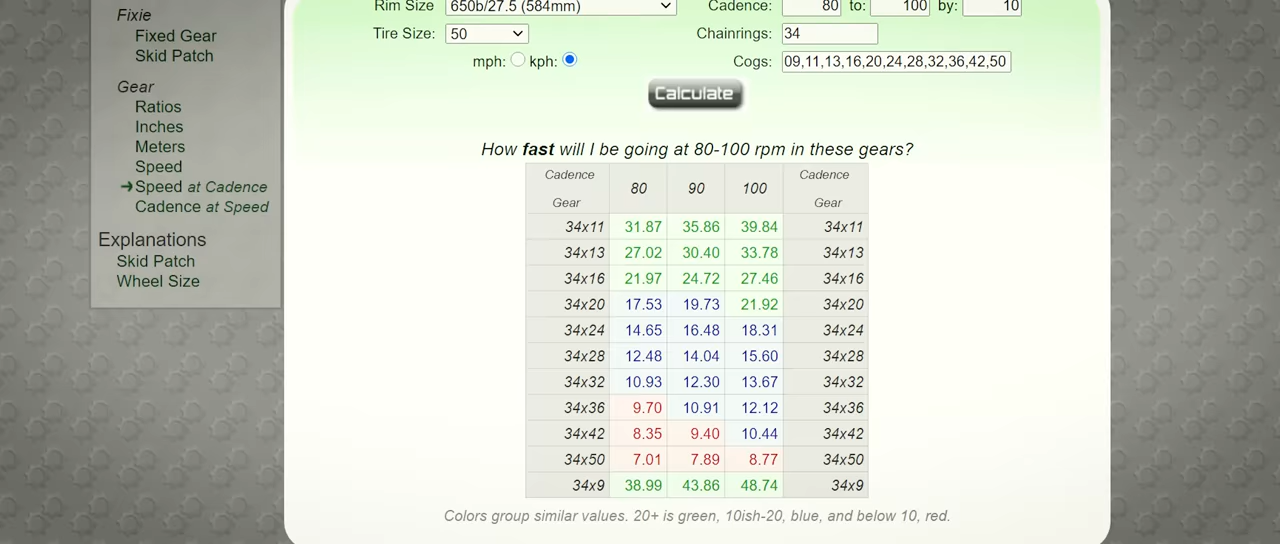 Fixie
Fixed Gear
Skid Patch
Gear
Ratios
Inches
Meters
Speed
Speed at Cadence
Cadence at Speed
Explanations
Skid Patch
Wheel Size
Rim Size 650b/27.5 (584mm) Cadence: 80 to: 100 by: 10
Tire Size: 50 Chainrings: 34
mph: kph: Cogs: 09,11,13,16,20,24,28,32,36,42,50
Calculate
How fast will I be going at 80-100 rpm in these gears?
Cadence Gear 80 90 100 Cadence Gear
34x11 31.87 35.86 39.84 34x11
34x13 27.02 30.40 33.78 34x13
34x16 21.97 24.72 27.46 34x16
34x20 17.53 19.73 21.92 34x20
34x24 14.65 16.48 18.31 34x24
34x28 12.48 14.04 15.60 34x28
34x32 10.93 12.30 13.67 34x32
34x36 9.70 10.91 12.12 34x36
34x42 8.35 9.40 10.44 34x42
34x50 7.01 7.89 8.77 34x50
34x9 38.99 43.86 48.74 34x9
Colors group similar values. 20+ is green, 10ish-20, blue, and below 10, red.